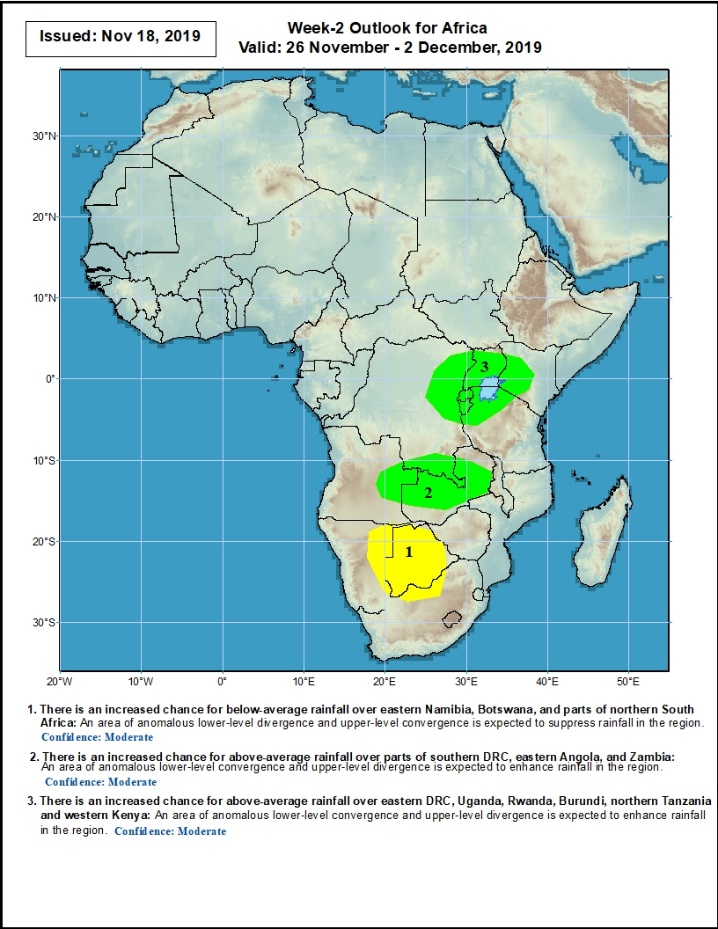 Issued: Nov 18, 2019
Week-2 Outlook for Africa
Valid: 26 November - 2 December, 2019
30°N
20°N
10°N
0°
10°S
20°S
30°S
3
2
1
20°W
10°W
0°
10°E
20°E
30°E
40°E
50°E
1. There is an increased chance for below-average rainfall over eastern Namibia, Botswana, and parts of northern South
Africa: An area of anomalous lower-level divergence and upper-level convergence is expected to suppress rainfall in the region.
Confidence: Moderate
2. There is an increased chance for above-average rainfall over parts of southern DRC, eastern Angola, and Zambia:
An area of anomalous lower-level convergence and upper-level divergence is expected to enhance rainfall in the region.
Confidence: Moderate
3. There is an increased chance for above-average rainfall over eastern DRC, Uganda, Rwanda, Burundi, northern Tanzania
and western Kenya: An area of anomalous lower-level convergence and upper-level divergence is expected to enhance rainfall
in the region. Confidence: Moderate